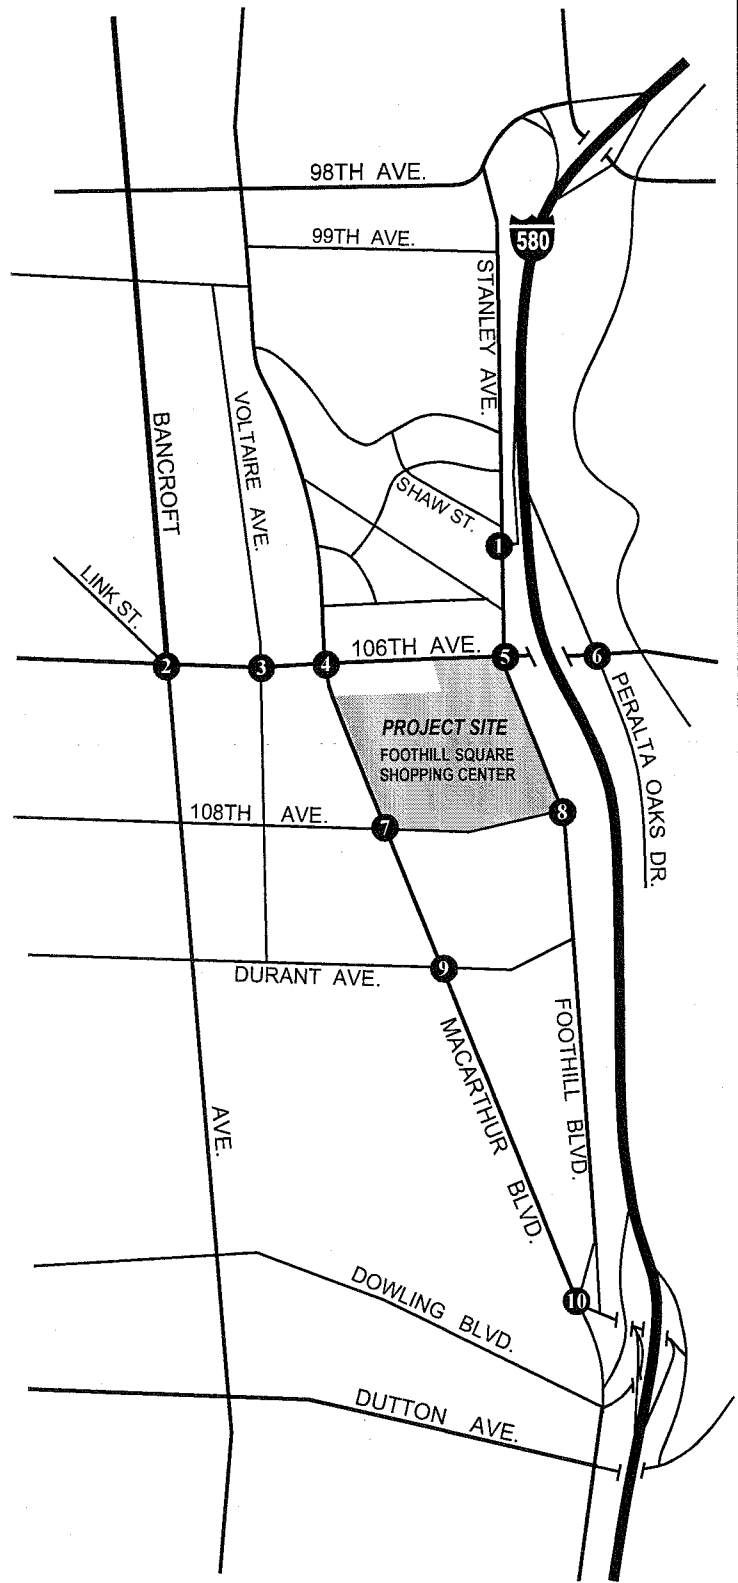 98TH AVE.
99TH AVE.
580
STANLEY AVE.
BANCROFT
VOLTAIRE AVE.
SHAW ST.
1
LINK ST.
2
3
4
106TH AVE.
5
6
PERALTA OAKS DR.
PROJECT SITE
FOOTHILL SQUARE
SHOPPING CENTER
108TH AVE.
7
8
DURANT AVE.
9
MACARTHUR BLVD.
FOOTHILL BLVD.
AVE.
10
DOWLING BLVD.
DUTTON AVE.